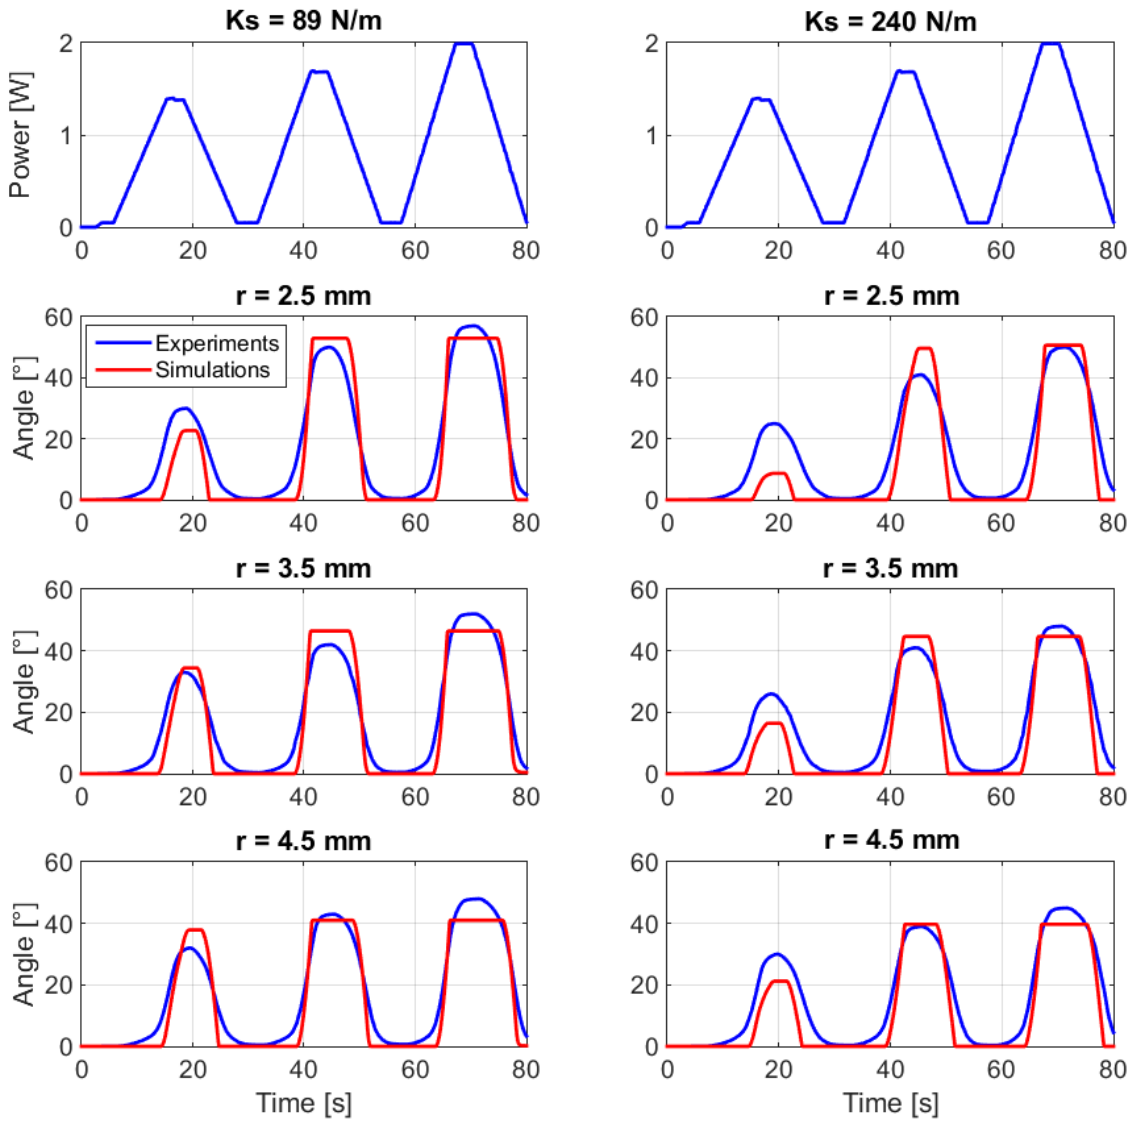 Ks = 89 N/m
Ks = 240 N/m
Power [W]
2
1
0
0 20 40 60 80
2
1
0
0 20 40 60 80
r = 2.5 mm
r = 2.5 mm
Angle [°]
60
40
20
0
Experiments
Simulations
0 20 40 60 80
60
40
20
0
0 20 40 60 80
r = 3.5 mm
r = 3.5 mm
Angle [°]
60
40
20
0
0 20 40 60 80
60
40
20
0
0 20 40 60 80
r = 4.5 mm
r = 4.5 mm
Angle [°]
60
40
20
0
0 20 40 60 80
60
40
20
0
0 20 40 60 80
Time [s]
Time [s]